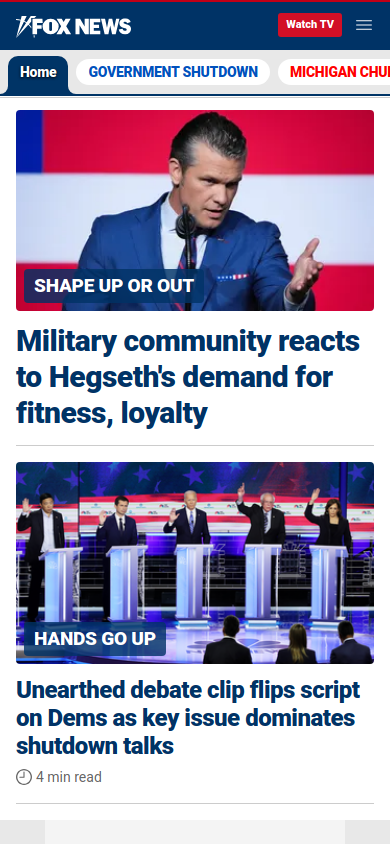 FOX NEWS
Watch TV
Home
GOVERNMENT SHUTDOWN
MICHIGAN
SHAPE UP OR OUT
Military community reacts
to Hegseth's demand for
fitness, loyalty
HANDS GO UP
Unearthed debate clip flips script
on Dems as key issue dominates
shutdown talks
4 min read